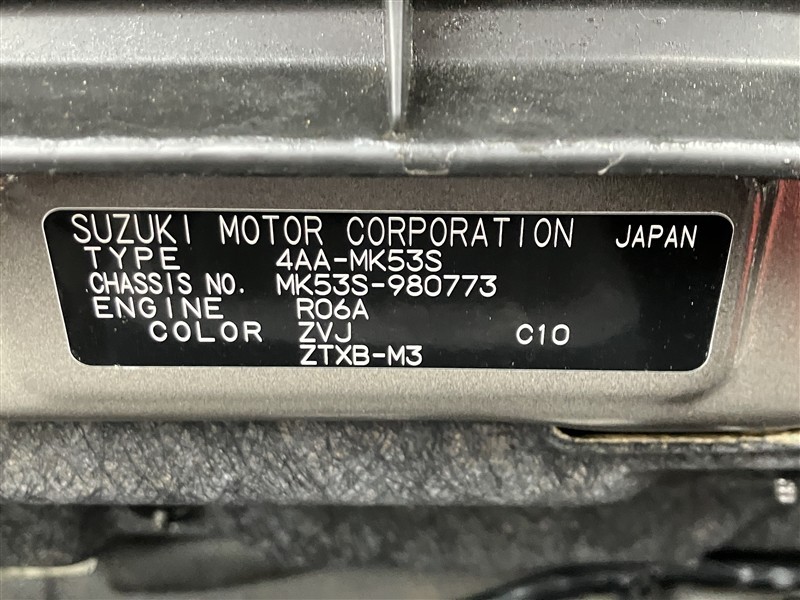 SUZUKI MOTOR CORPORATION JAPAN
TYPE 4AA-MK53S
CHASSIS NO. MK53S-980773
ENGINE R06A
COLOR ZVJ C10
ZTXB-M3